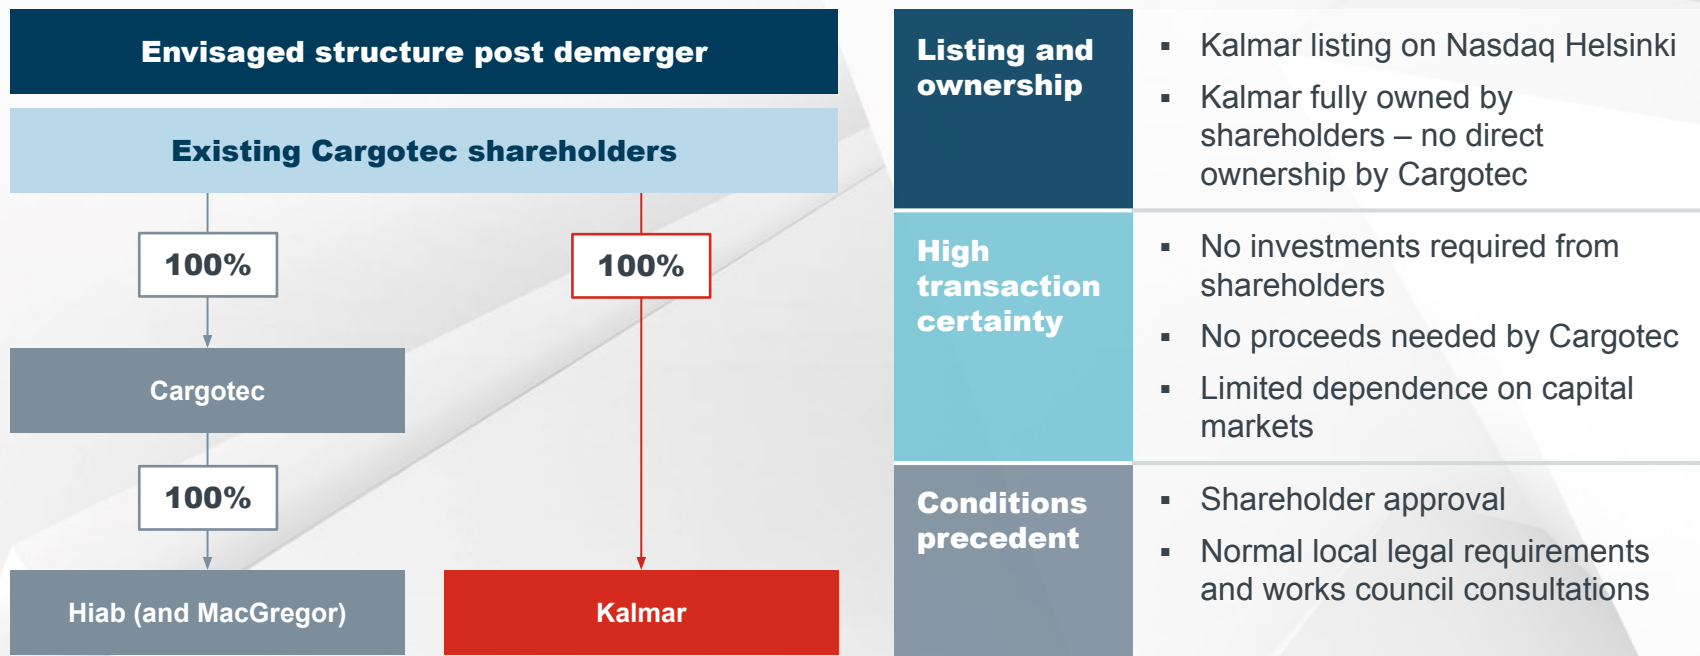 Envisaged structure post demerger
Existing Cargotec shareholders
100%
100%
Cargotec
100%
Hiab (and MacGregor)
Kalmar
Listing and
ownership
▪ Kalmar listing on Nasdaq Helsinki
▪ Kalmar fully owned by
shareholders – no direct
ownership by Cargotec
High
transaction
certainty
▪ No investments required from
shareholders
▪ No proceeds needed by Cargotec
▪ Limited dependence on capital
markets
Conditions
precedent
▪ Shareholder approval
▪ Normal local legal requirements
and works council consultations